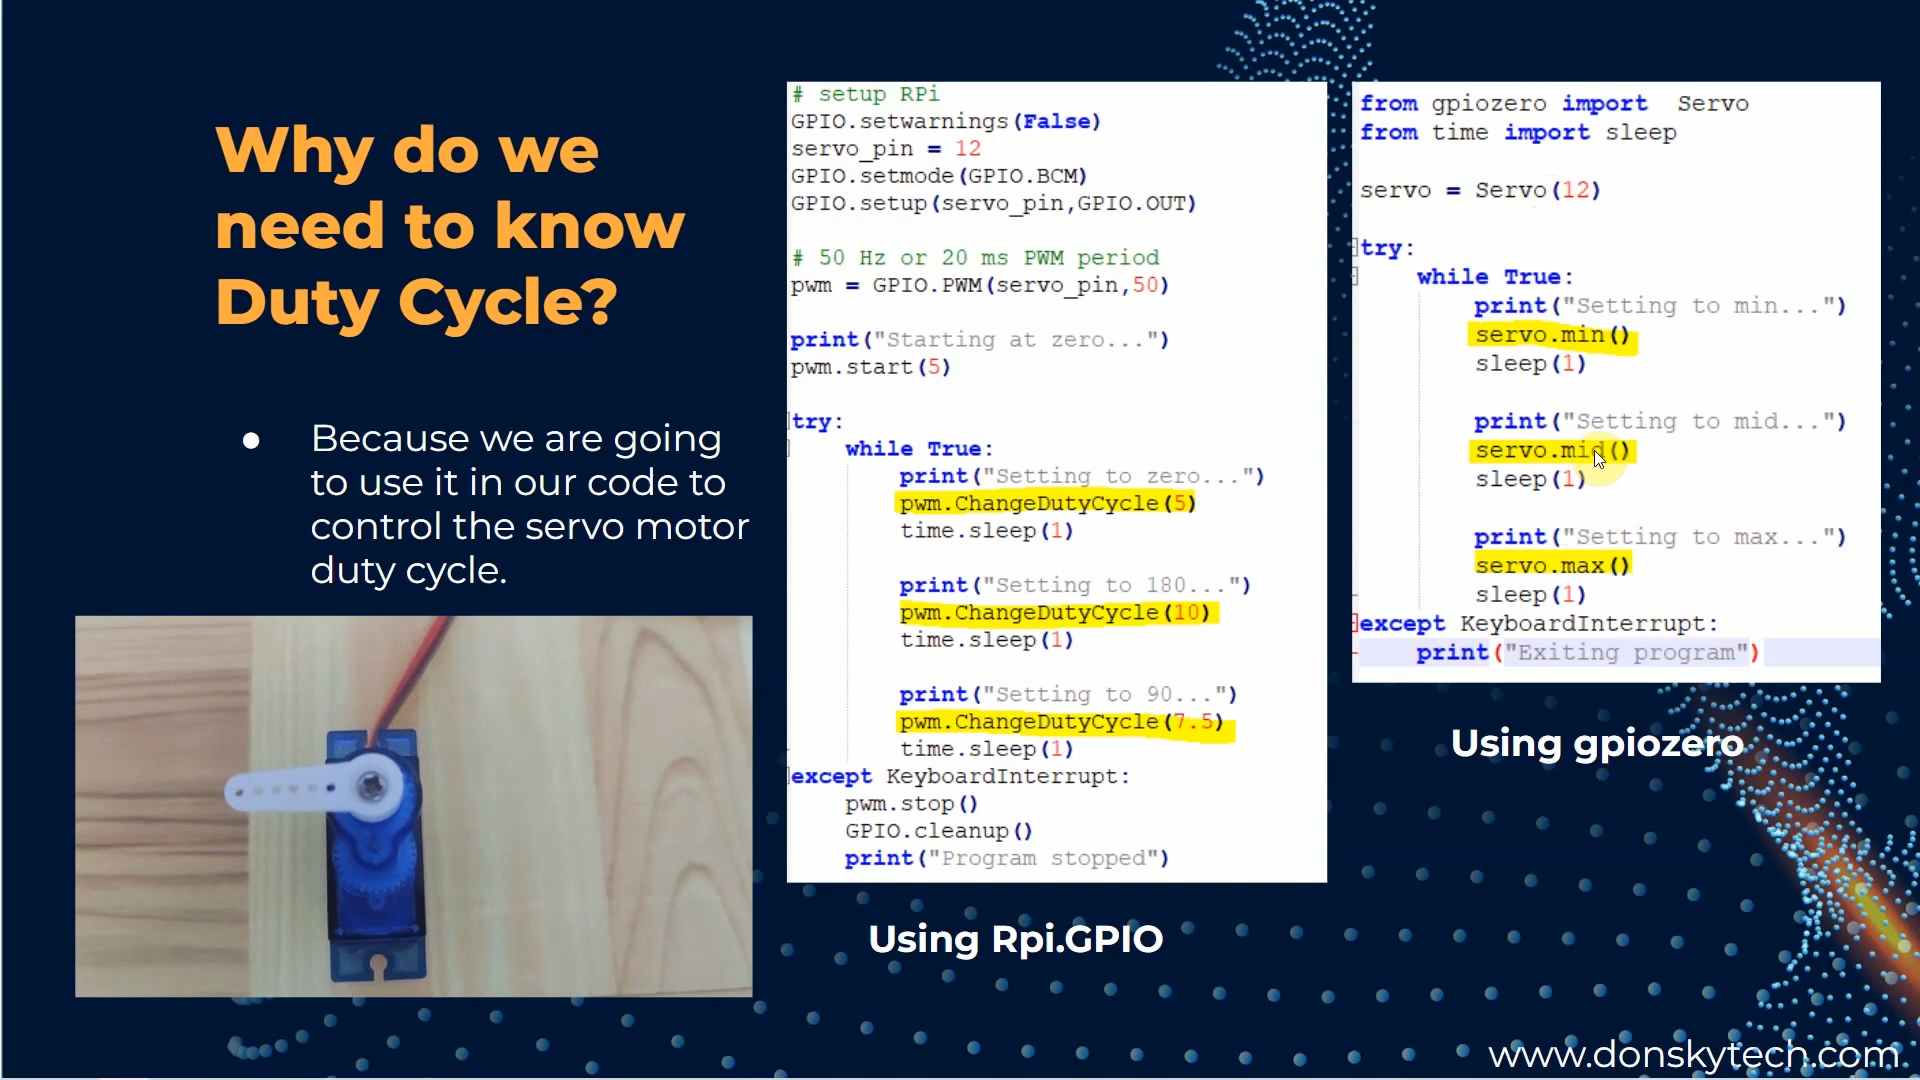 Why do we
need to know
Duty Cycle?
● Because we are going
to use it in our code to
control the servo motor
duty cycle.
# setup RPi
GPIO.setwarnings(False)
servo_pin = 12
GPIO.setmode(GPIO.BCM)
GPIO.setup(servo_pin,GPIO.OUT)
# 50 Hz or 20 ms PWM period
pwm = GPIO.PWM(servo_pin,50)
print("Starting at zero...")
pwm.start(5)
try:
while True:
print("Setting to zero...")
pwm.ChangeDutyCycle(5)
time.sleep(1)
print("Setting to 180...")
pwm.ChangeDutyCycle(10)
time.sleep(1)
print("Setting to 90...")
pwm.ChangeDutyCycle(7.5)
time.sleep(1)
except KeyboardInterrupt:
pwm.stop()
GPIO.cleanup()
print("Program stopped")
Using Rpi.GPIO
from gpiozero import  Servo
from time import sleep
servo = Servo(12)
try:
while True:
print("Setting to min...")
servo.min()
sleep(1)
print("Setting to mid...")
servo.mid()
sleep(1)
print("Setting to max...")
servo.max()
sleep(1)
except KeyboardInterrupt:
print("Exiting program")
Using gpiozero
www.donskytech.com